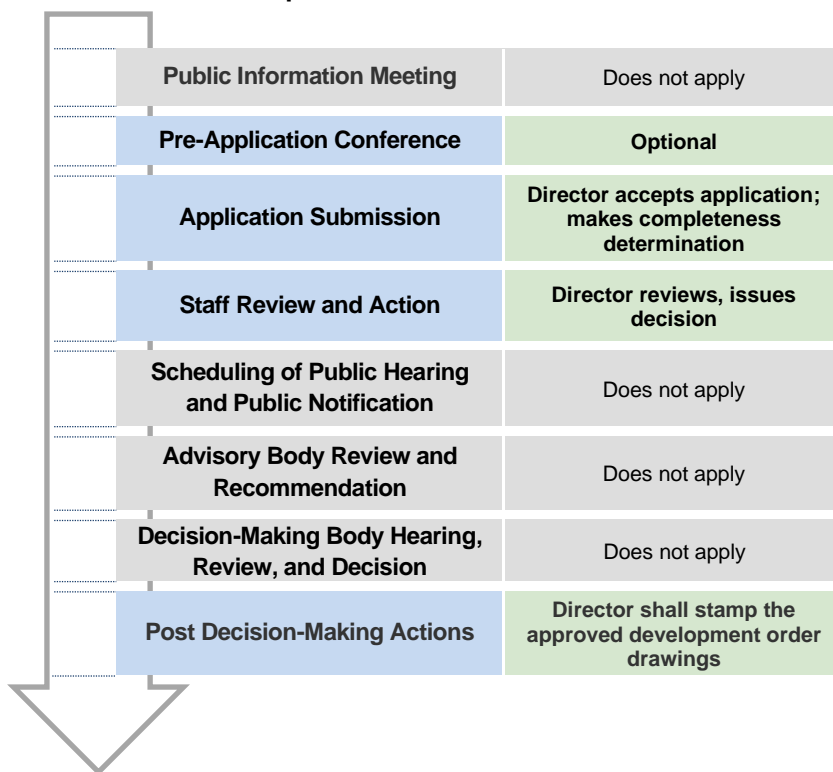 Public Information Meeting
Does not apply
Pre-Application Conference
Optional
Application Submission
Director accepts application;
makes completeness
determination
Staff Review and Action
Director reviews, issues
decision
Scheduling of Public Hearing
and Public Notification
Does not apply
Advisory Body Review and
Recommendation
Does not apply
Decision-Making Body Hearing,
Review, and Decision
Does not apply
Post Decision-Making Actions
Director shall stamp the
approved development order
drawings